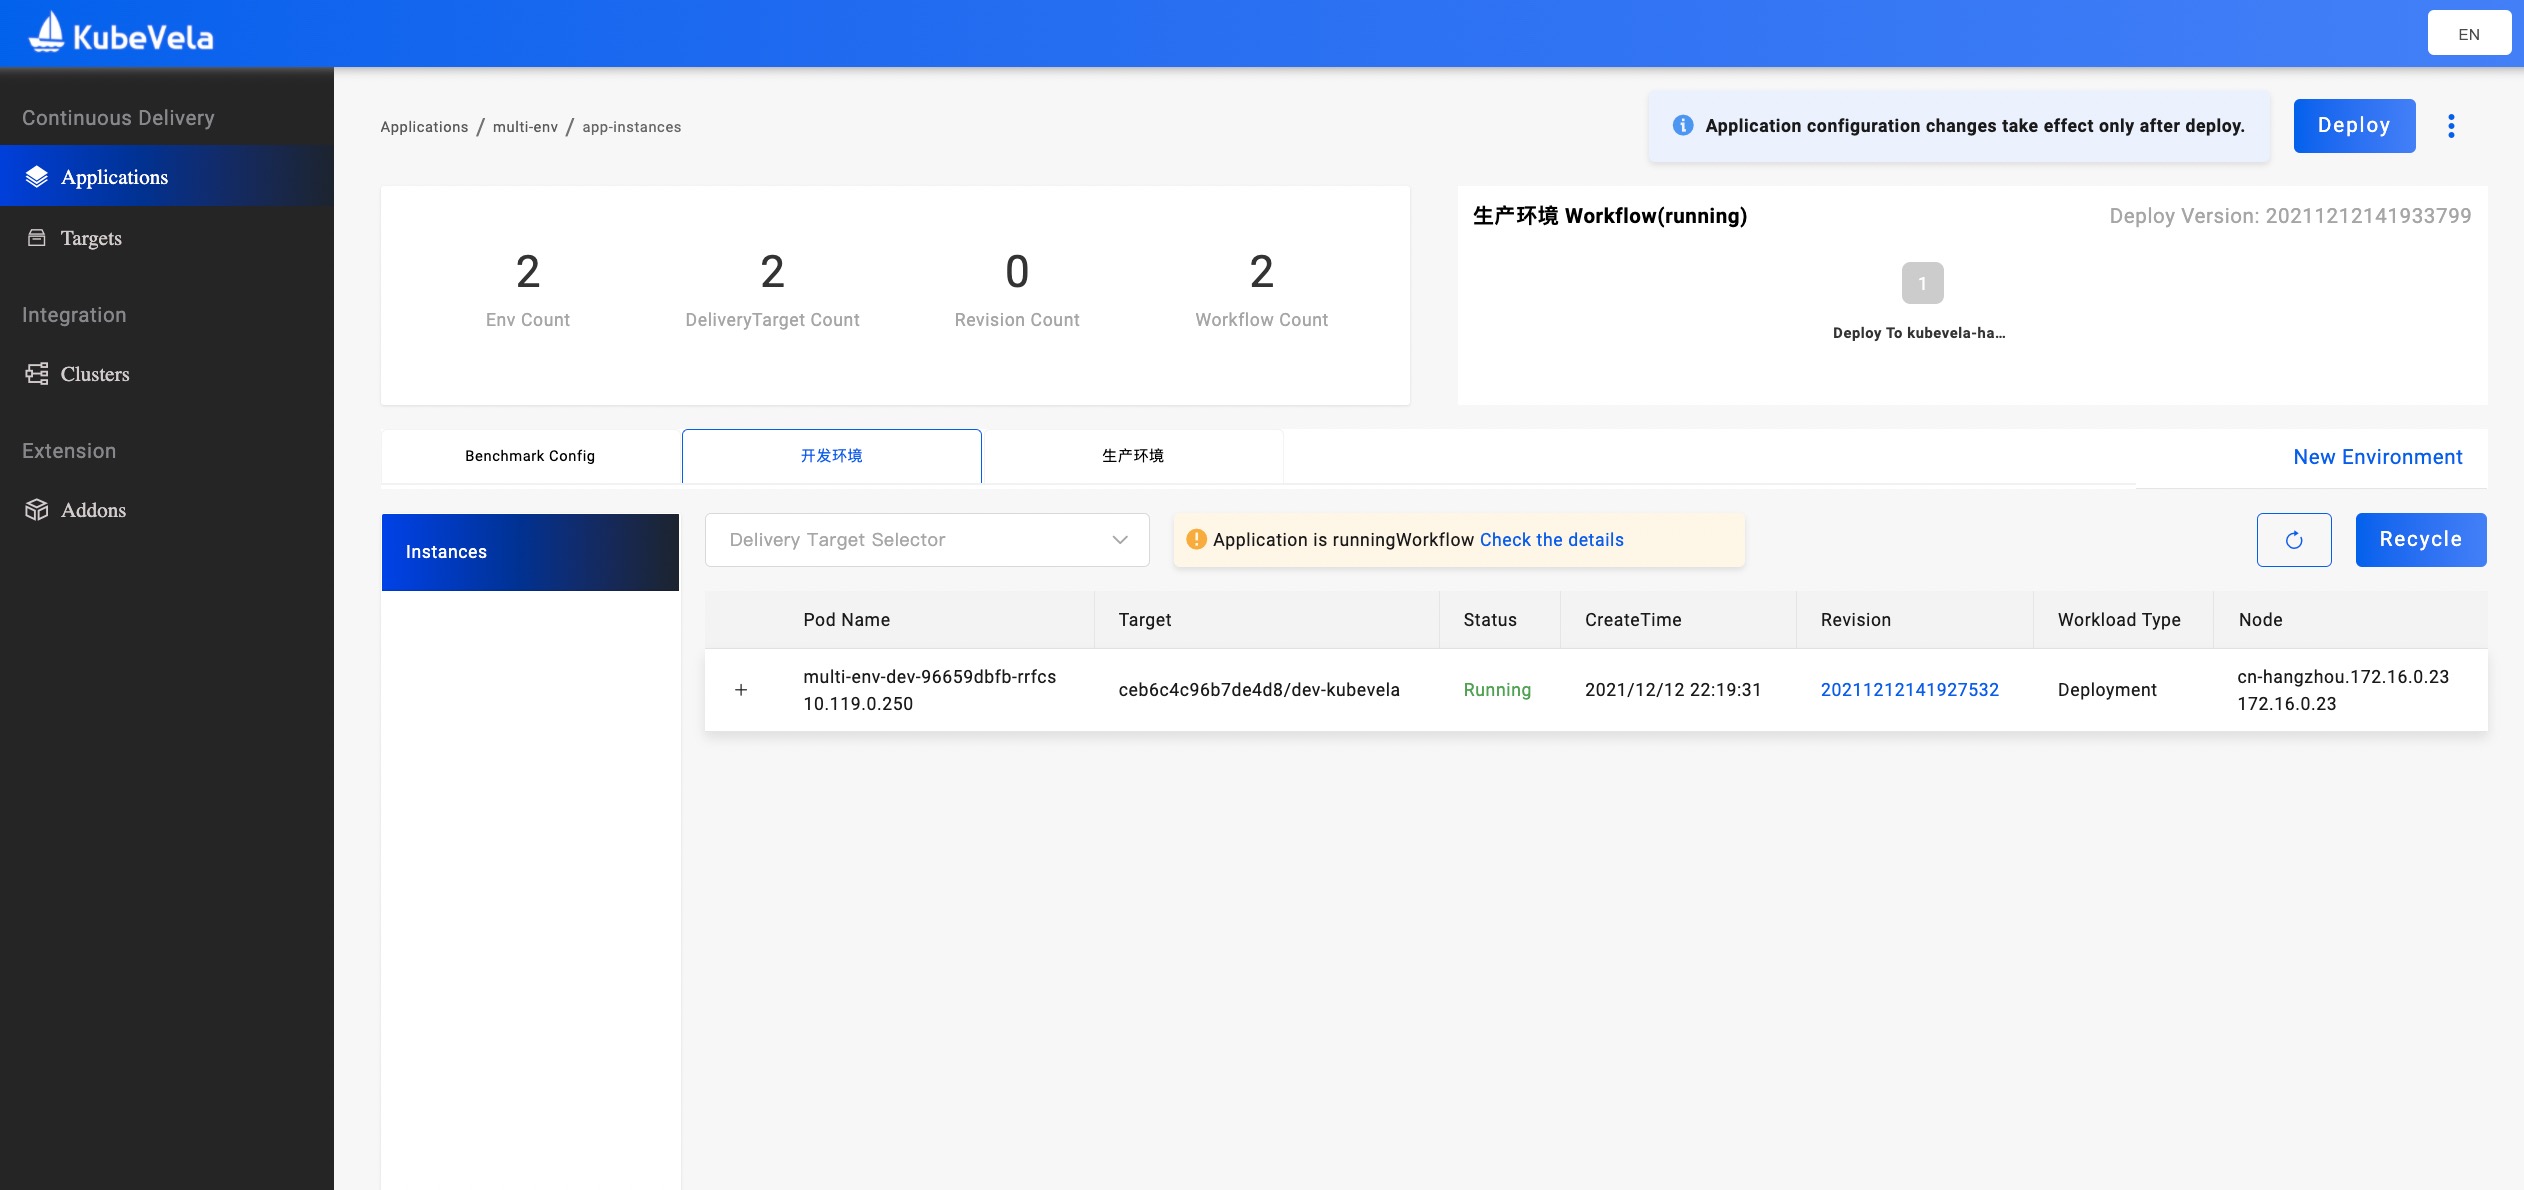 KubeVela
EN
Continuous Delivery
Applications
Targets
Integration
Clusters
Extension
Addons
Applications / multi-env / app-instances
Application configuration changes take effect only after deploy.
Deploy
2
Env Count
2
DeliveryTarget Count
0
Revision Count
2
Workflow Count
生产环境 Workflow(running)
Deploy Version: 20211212141933799
1
Deploy To kubevela-ha...
Benchmark Config
开发环境
生产环境
New Environment
Instances
Delivery Target Selector
Application is runningWorkflow Check the details
Recycle
Pod Name Target Status CreateTime Revision Workload Type Node
multi-env-dev-96659dbfb-rrfcs
10.119.0.250
ceb6c4c96b7de4d8/dev-kubevela
Running
2021/12/12 22:19:31
20211212141927532
Deployment
cn-hangzhou.172.16.0.23
172.16.0.23